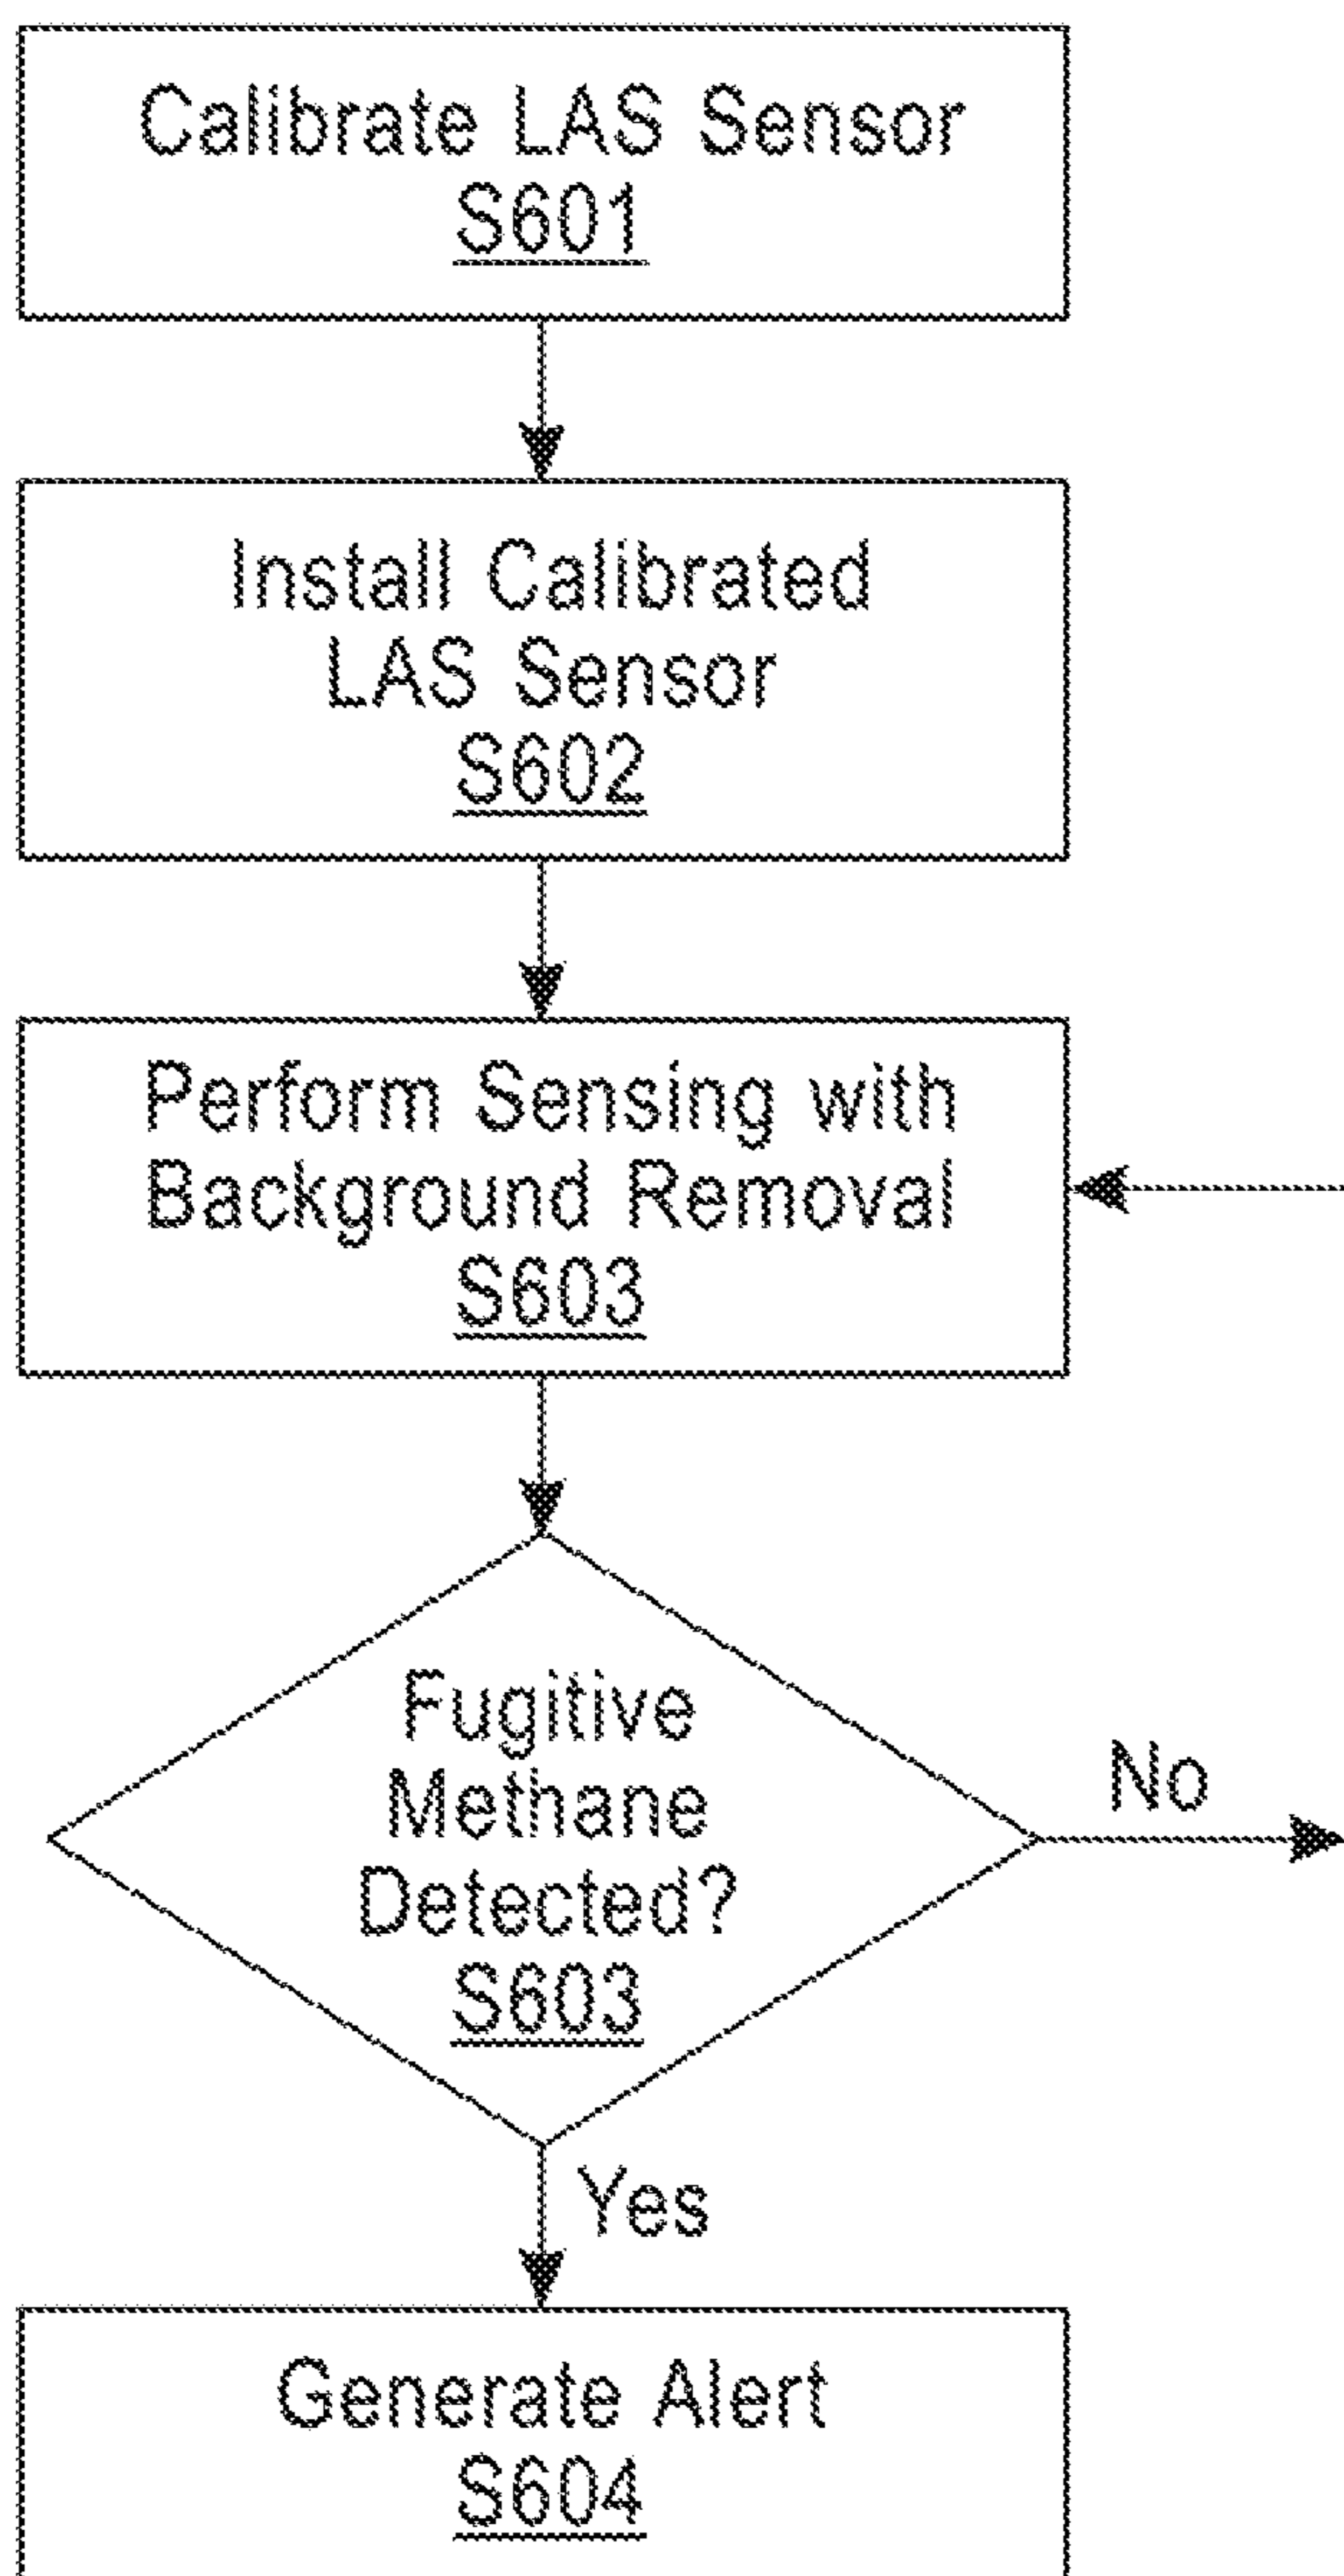 Calibrate LAS Sensor
S601
Install Calibrated
LAS Sensor
S602
Perform Sensing with
Background Removal
S603
Fugitive
Methane
Detected?
S603
No
Yes
Generate Alert
S604